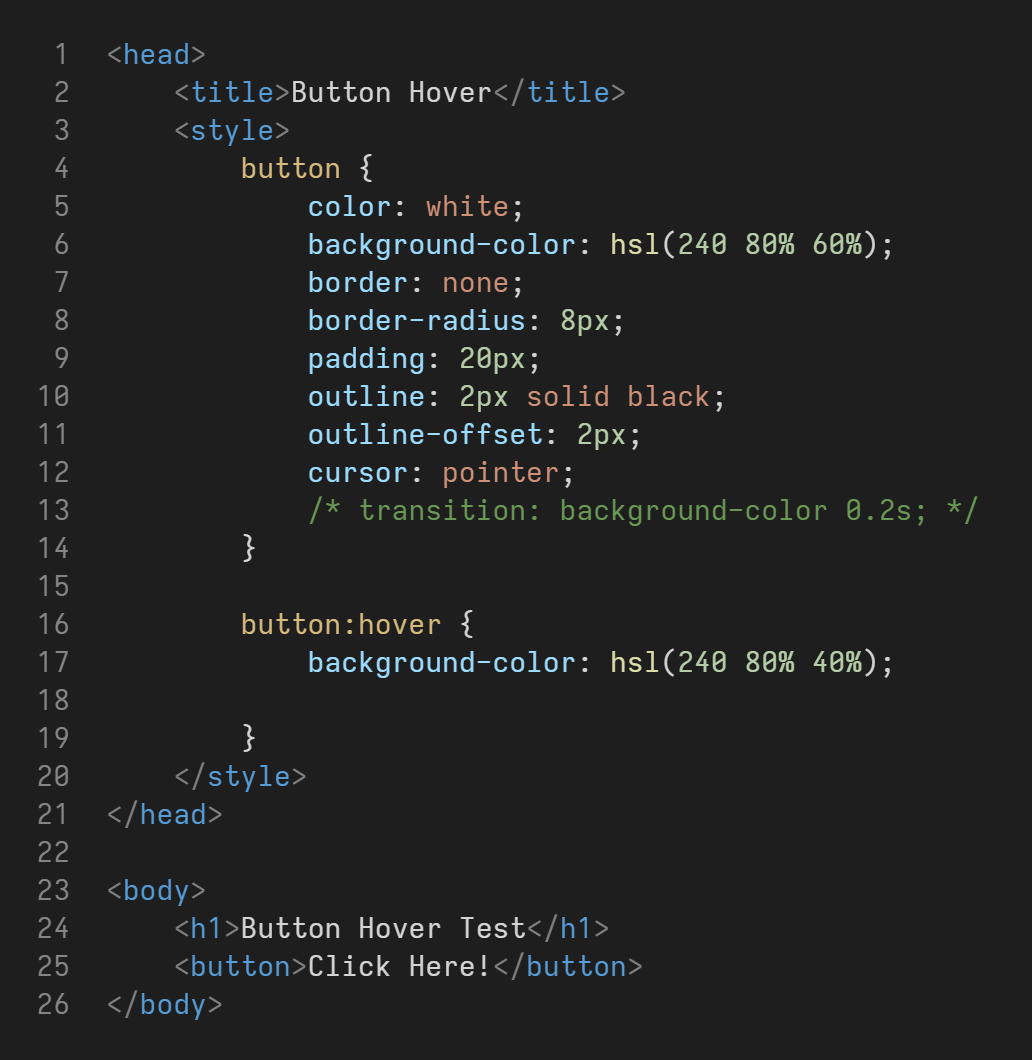 1 <head>
2     <title>Button Hover</title>
3     <style>
4         button {
5             color: white;
6             background-color: hsl(240 80% 60%);
7             border: none;
8             border-radius: 8px;
9             padding: 20px;
10             outline: 2px solid black;
11             outline-offset: 2px;
12             cursor: pointer;
13             /* transition: background-color 0.2s; */
14         }
15
16         button:hover {
17             background-color: hsl(240 80% 40%);
18
19         }
20     </style>
21 </head>
22
23 <body>
24     <h1>Button Hover Test</h1>
25     <button>Click Here!</button>
26 </body>